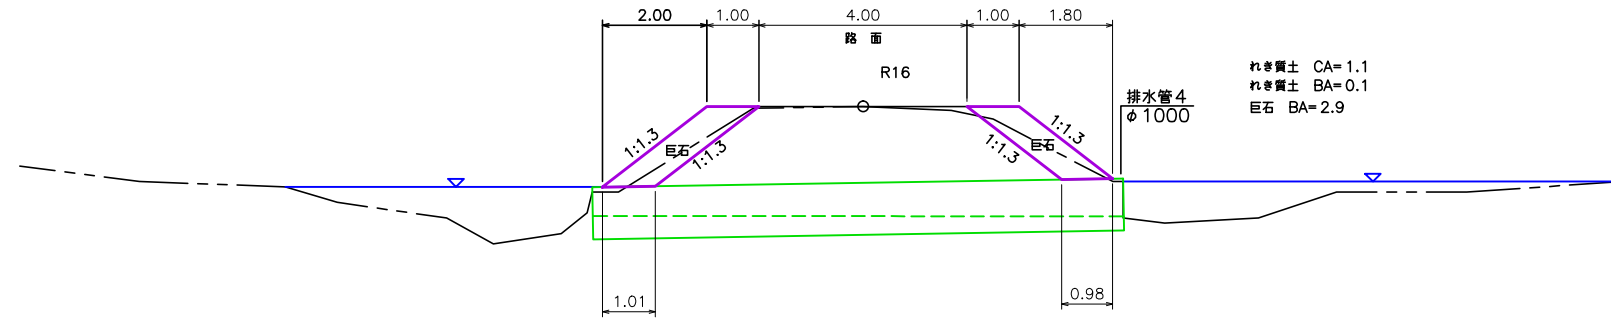 2.00 1.00 4.00 1.00 1.80
路 面
R16
れき質土 CA= 1.1
れき質土 BA= 0.1
巨石 BA= 2.9
排水管4
φ1000
1:1.3
巨石
1:1.3
1:1.3
巨石
1:1.3
1.01
0.98